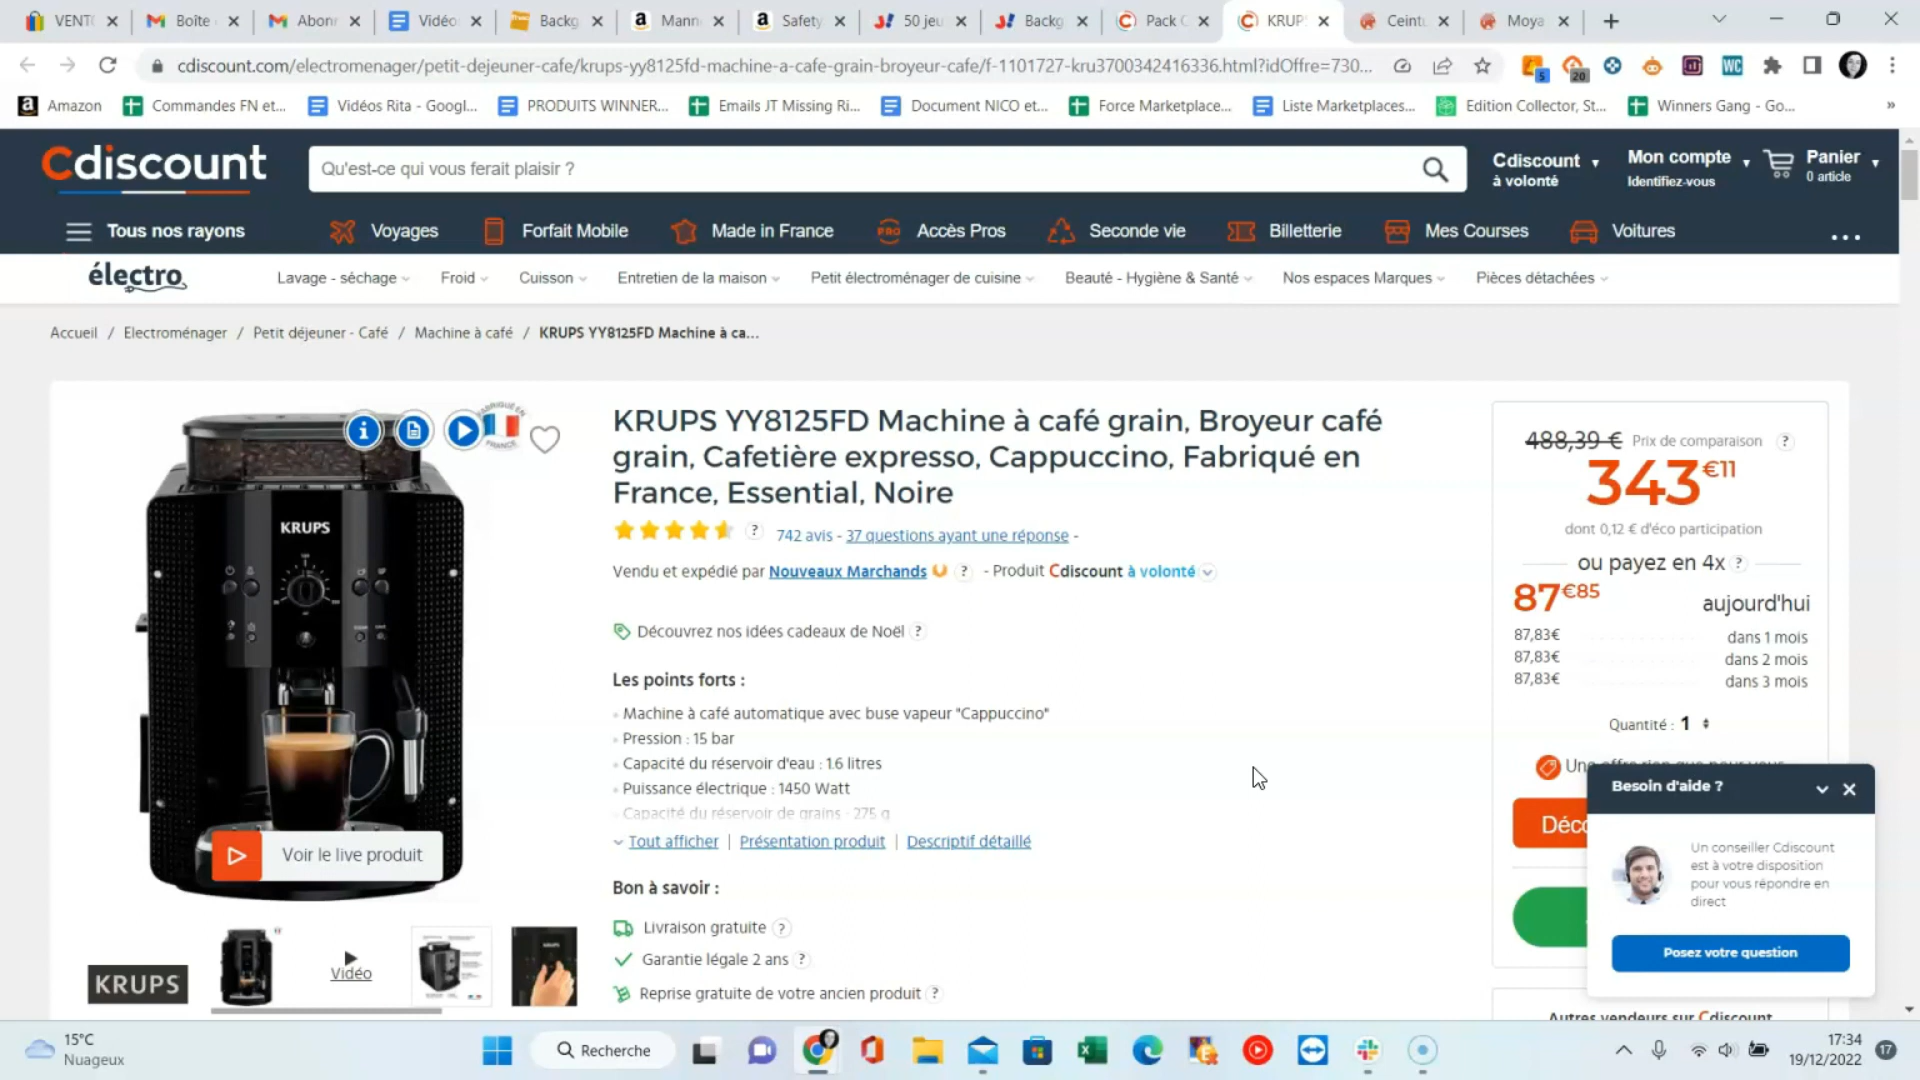 VENT
Boîte
Abonr
Vidéo
Backg
Mann
Safety
50 jeu
Backg
Pack C
KRUP
Ceint
Moya
cdiscount.com/electromenager/petit-dejeuner-cafe/krups-yy8125fd-machine-a-cafe-grain-broyeur-cafe/f-1101727-kru3700342416336.html?idOffre=730...
5
20
WC
Amazon
Commandes FN et...
Vidéos Rita - Googl...
PRODUITS WINNER...
Emails JT Missing Ri...
Document NICO et...
Force Marketplace...
Liste Marketplaces...
Edition Collector, St...
Winners Gang - Go...
»
Cdiscount
Qu'est-ce qui vous ferait plaisir ?
Cdiscount
à volonté
Mon compte
Identifiez-vous
Panier
0 article
Tous nos rayons
Voyages
Forfait Mobile
Made in France
PRO
Accès Pros
Seconde vie
Billetterie
Mes Courses
Voitures
...
électro
Lavage - séchage
Froid
Cuisson
Entretien de la maison
Petit électroménager de cuisine
Beauté - Hygiène & Santé
Nos espaces Marques
Pièces détachées
Accueil / Electroménager / Petit déjeuner - Café / Machine à café / KRUPS YY8125FD Machine à ca...
FABRIQUÉ EN
FRANCE
KRUPS
Voir le live produit
KRUPS
Vidéo
KRUPS YY8125FD Machine à café grain, Broyeur café
grain, Cafetière expresso, Cappuccino, Fabriqué en
France, Essential, Noire
? 742 avis - 37 questions ayant une réponse -
Vendu et expédié par Nouveaux Marchands ? - Produit Cdiscount à volonté
Découvrez nos idées cadeaux de Noël ?
Les points forts :
Machine à café automatique avec buse vapeur "Cappuccino"
Pression : 15 bar
Capacité du réservoir d'eau : 1.6 litres
Puissance électrique : 1450 Watt
Capacité du réservoir de grains : 275 g
Tout afficher | Présentation produit | Descriptif détaillé
Bon à savoir :
Livraison gratuite ?
Garantie légale 2 ans ?
Reprise gratuite de votre ancien produit ?
488,39 € Prix de comparaison ?
343€11
dont 0,12 € d'éco participation
ou payez en 4x ?
87€85 aujourd'hui
87,83€ dans 1 mois
87,83€ dans 2 mois
87,83€ dans 3 mois
Quantité : 1
Une offre rien que pour vous
Déco
Besoin d'aide ?
Un conseiller Cdiscount
est à votre disposition
pour vous répondre en
direct
Posez votre question
Autres vendeurs sur Cdiscount
15°C
Nuageux
Recherche
17:34
19/12/2022
17